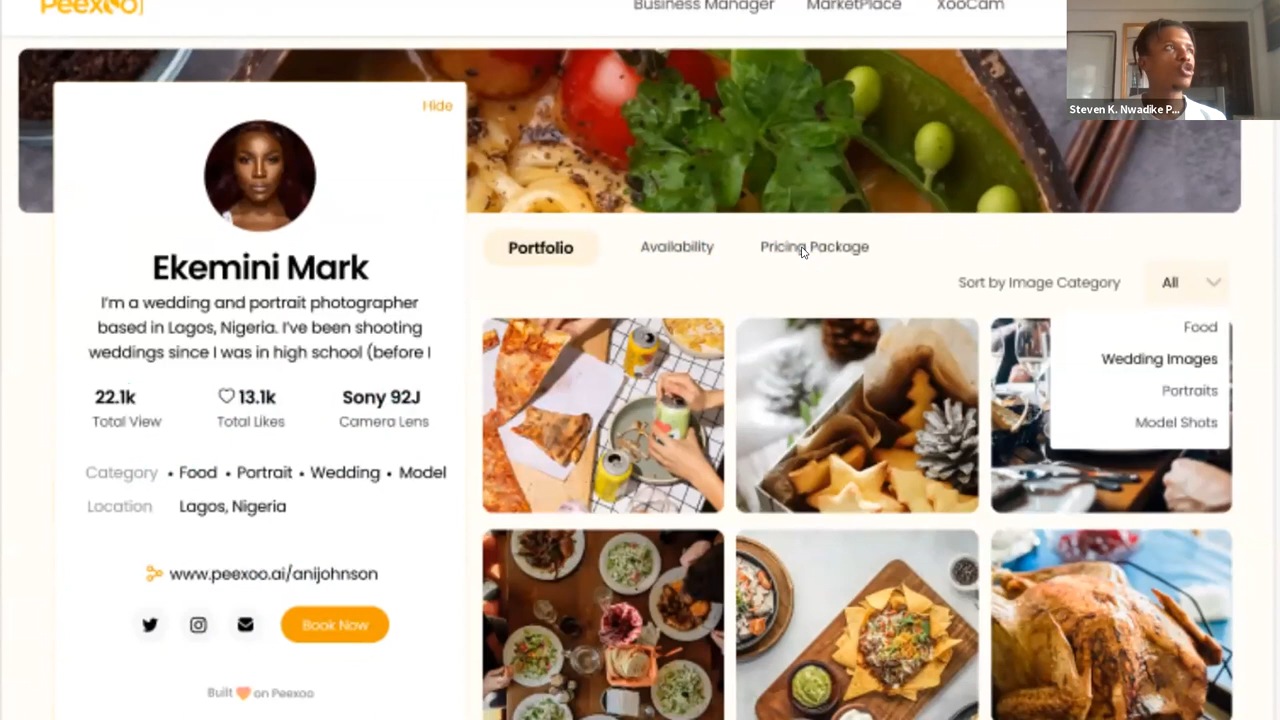 Peexoo
Business Manager MarketPlace XooCam
Steven K. Nwadike P...
Hide
Ekemini Mark
I'm a wedding and portrait photographer
based in Lagos, Nigeria. I've been shooting
weddings since I was in high school (before I
22.1k 13.1k Sony 92J
Total View Total Likes Camera Lens
Category • Food • Portrait • Wedding • Model
Location Lagos, Nigeria
www.peexoo.ai/anijohnson
Book Now
Built on Peexoo
Portfolio Availability Pricing Package
Sort by Image Category All
Food
Wedding Images
Portraits
Model Shots